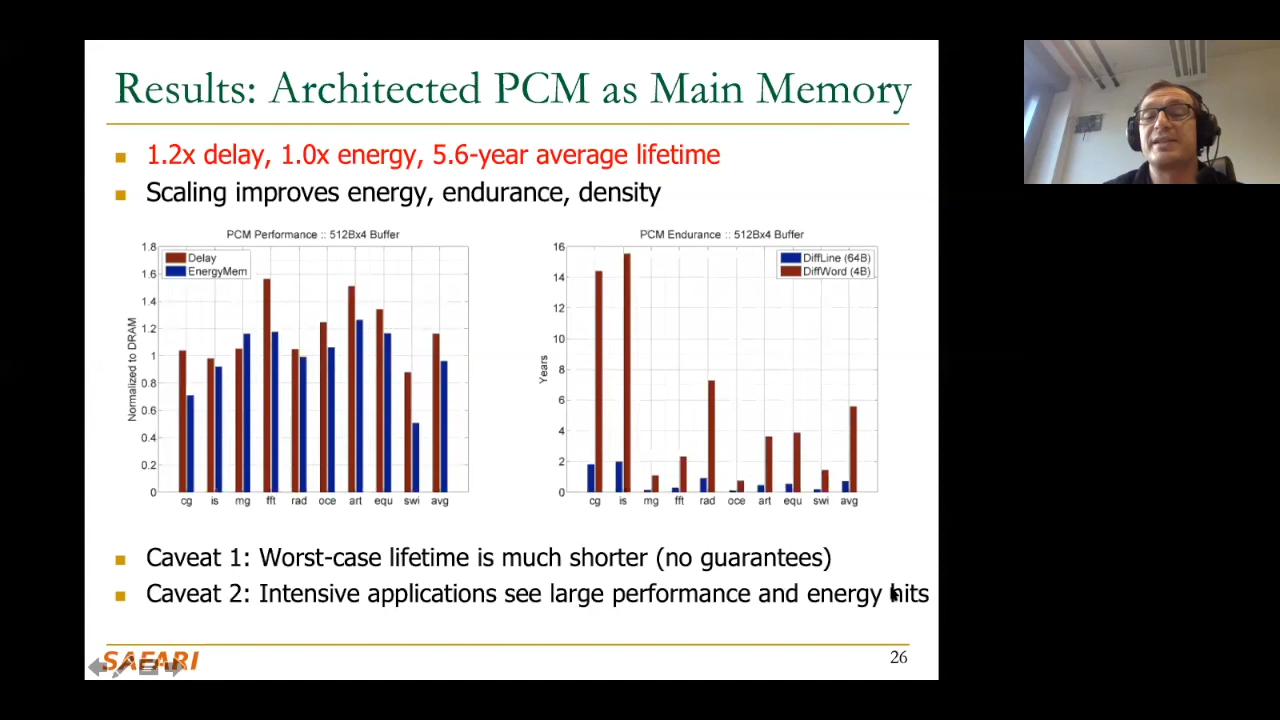 Results: Architected PCM as Main Memory
1.2x delay, 1.0x energy, 5.6-year average lifetime
Scaling improves energy, endurance, density
PCM Performance :: 512Bx4 Buffer
1.8
1.6
1.4
1.2
1
0.8
0.6
0.4
0.2
0
Normalized to DRAM
Delay
EnergyMem
cg is mg fft rad oce art equ swi avg
PCM Endurance :: 512Bx4 Buffer
16
14
12
10
8
6
4
2
0
Years
DiffLine (64B)
DiffWord (4B)
cg is mg fft rad oce art equ swi avg
Caveat 1: Worst-case lifetime is much shorter (no guarantees)
Caveat 2: Intensive applications see large performance and energy hits
SAFARI
26